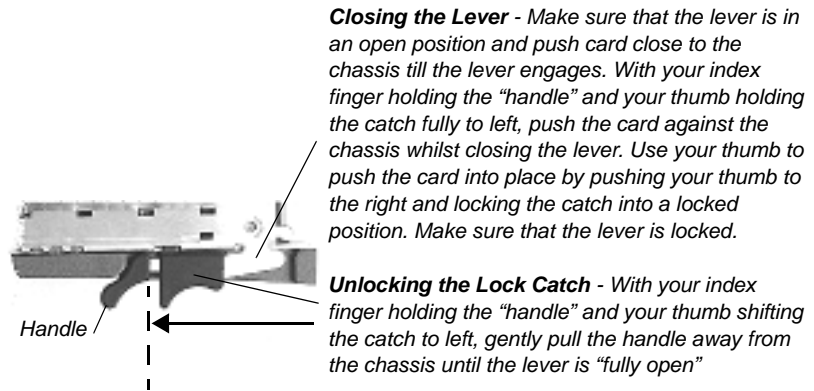 Closing the Lever - Make sure that the lever is in
an open position and push card close to the
chassis till the lever engages. With your index
finger holding the “handle” and your thumb holding
the catch fully to left, push the card against the
chassis whilst closing the lever. Use your thumb to
push the card into place by pushing your thumb to
the right and locking the catch into a locked
position. Make sure that the lever is locked.
Unlocking the Lock Catch - With your index
finger holding the “handle” and your thumb shifting
the catch to left, gently pull the handle away from
the chassis until the lever is “fully open”
Handle